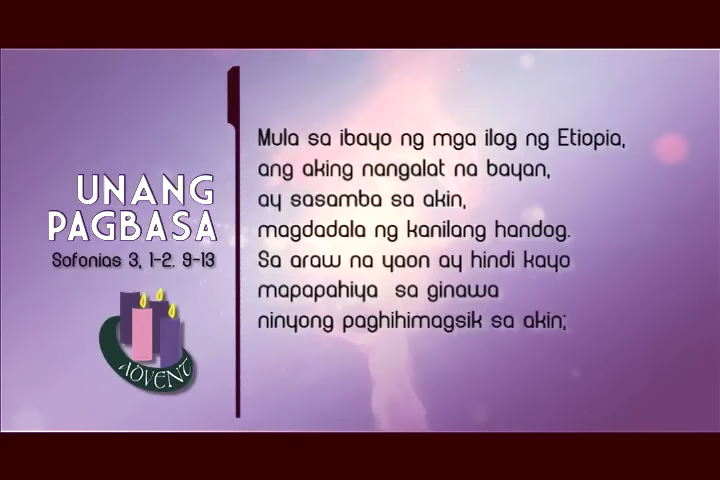 UNANG
PAGBASA
Sofonias 3, 1-2. 9-13
ADVENT
Mula sa ibayo ng mga ilog ng Etiopia,
ang aking nangalat na bayan,
ay sasamba sa akin,
magdadala ng kanilang handog.
Sa araw na yaon ay hindi kayo
mapapahiya sa ginawa
ninyong paghihimagsik sa akin;